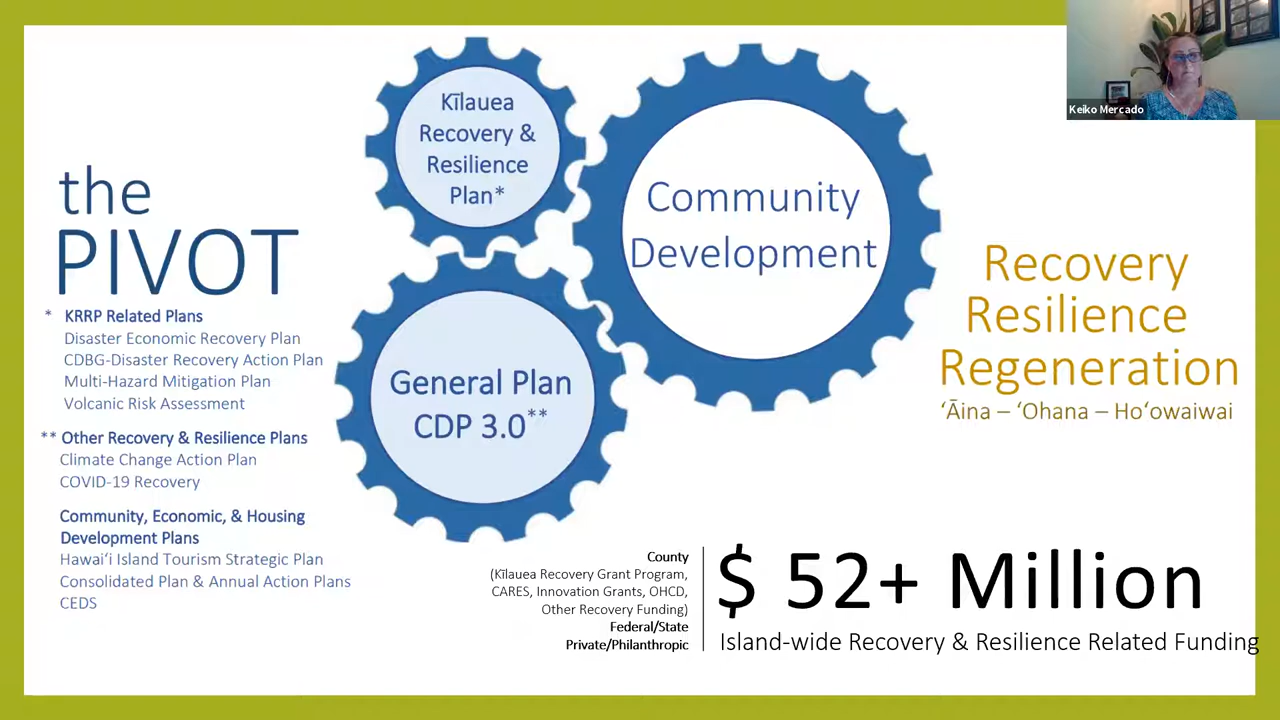 Keiko Mercado
the
PIVOT
* KRRP Related Plans
Disaster Economic Recovery Plan
CDBG-Disaster Recovery Action Plan
Multi-Hazard Mitigation Plan
Volcanic Risk Assessment
** Other Recovery & Resilience Plans
Climate Change Action Plan
COVID-19 Recovery
Community, Economic, & Housing
Development Plans
Hawaiʻi Island Tourism Strategic Plan
Consolidated Plan & Annual Action Plans
CEDS
Kīlauea
Recovery &
Resilience
Plan*
Community
Development
General Plan
CDP 3.0**
Recovery
Resilience
Regeneration
ʻĀina – ʻOhana – Hoʻowaiwai
County
(Kīlauea Recovery Grant Program,
CARES, Innovation Grants, OHCD,
Other Recovery Funding)
Federal/State
Private/Philanthropic
$ 52+ Million
Island-wide Recovery & Resilience Related Funding